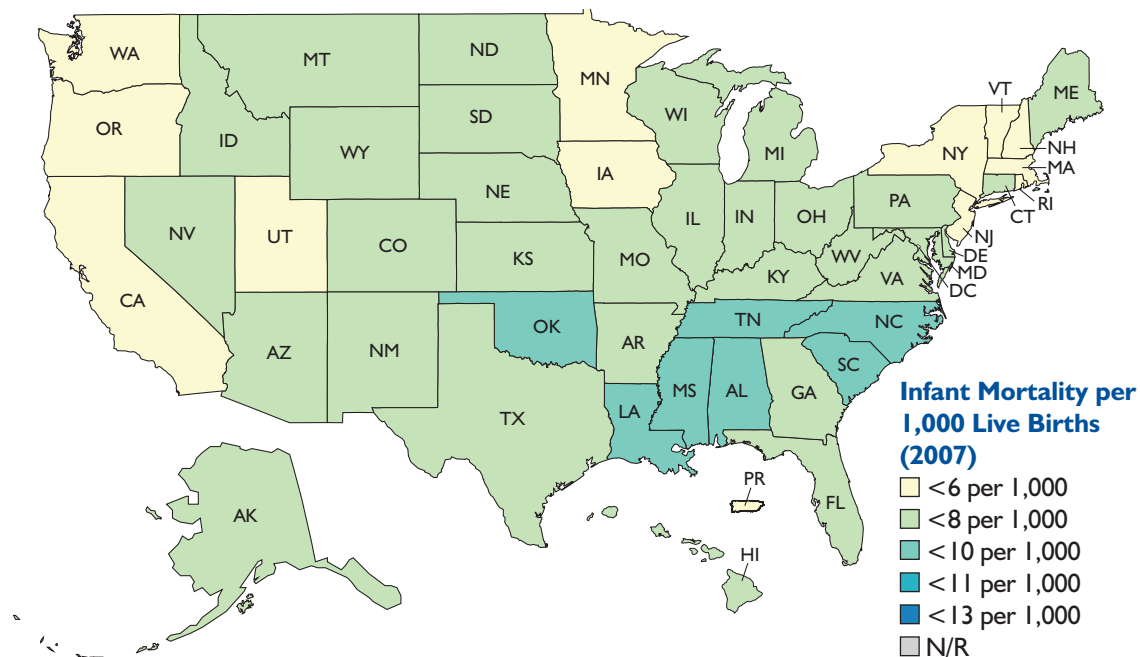 WA
MT
ND
MN
VT
ME
OR
ID
SD
WI
MI
NY
NH
MA
WY
IA
RI
CT
NE
PA
NJ
NV
UT
CO
IL
IN
OH
DE
MD
DC
CA
KS
MO
WV
VA
KY
AZ
NM
OK
AR
TN
NC
SC
TX
LA
MS
AL
GA
FL
AK
HI
PR
Infant Mortality per
1,000 Live Births
(2007)
<6 per 1,000
<8 per 1,000
<10 per 1,000
<11 per 1,000
<13 per 1,000
N/R